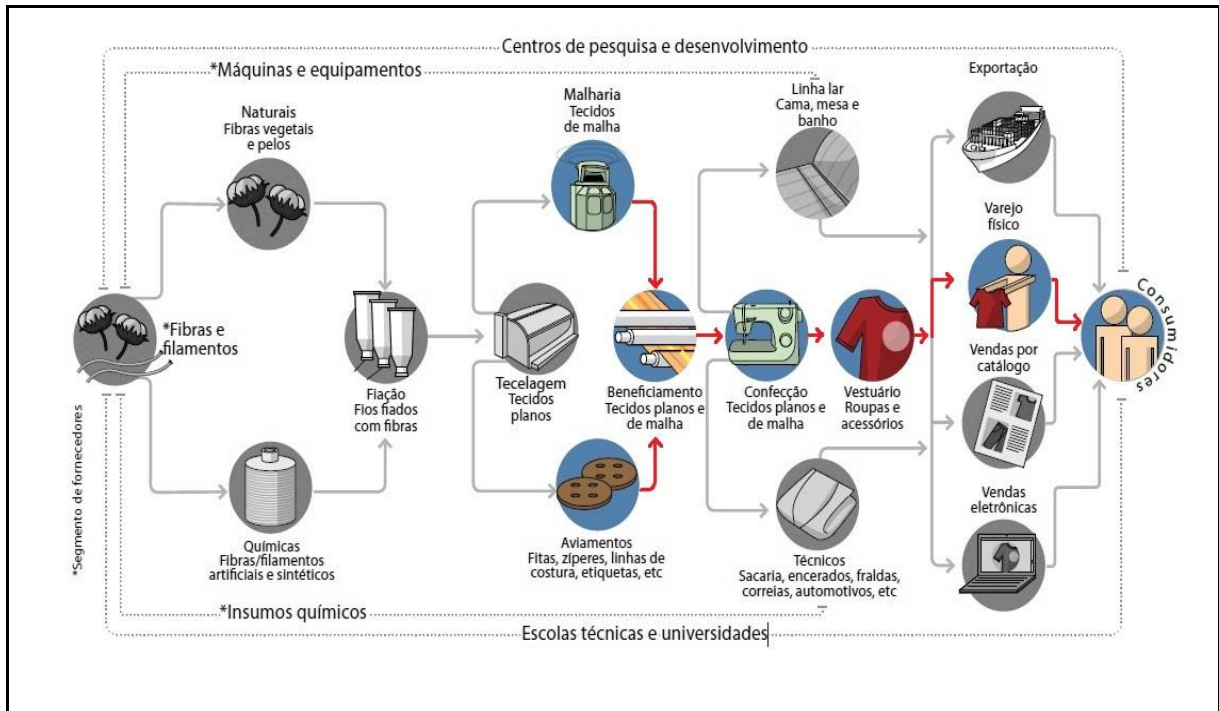 Centros de pesquisa e desenvolvimento
*Máquinas e equipamentos
Exportação
Naturais
Fibras vegetais
e pelos
Malharia
Tecidos
de malha
Linha lar
Cama, mesa e
banho
Varejo
físico
*Fibras e
filamentos
Consumidores
Fiação
Fios fiados
com fibras
Tecelagem
Tecidos
planos
Beneficiamento
Tecidos planos e
de malha
Confecção
Tecidos planos e
de malha
Vestuário
Roupas e
acessórios
Vendas por
catálogo
*Segmento de fornecedores
Químicas
Fibras/filamentos
artificiais e sintéticos
Aviamentos
Fitas, zíperes, linhas de
costura, etiquetas, etc
Técnicos
Sacaria, encerados, fraldas,
correias, automotivos, etc
Vendas
eletrônicas
*Insumos químicos
Escolas técnicas e universidades